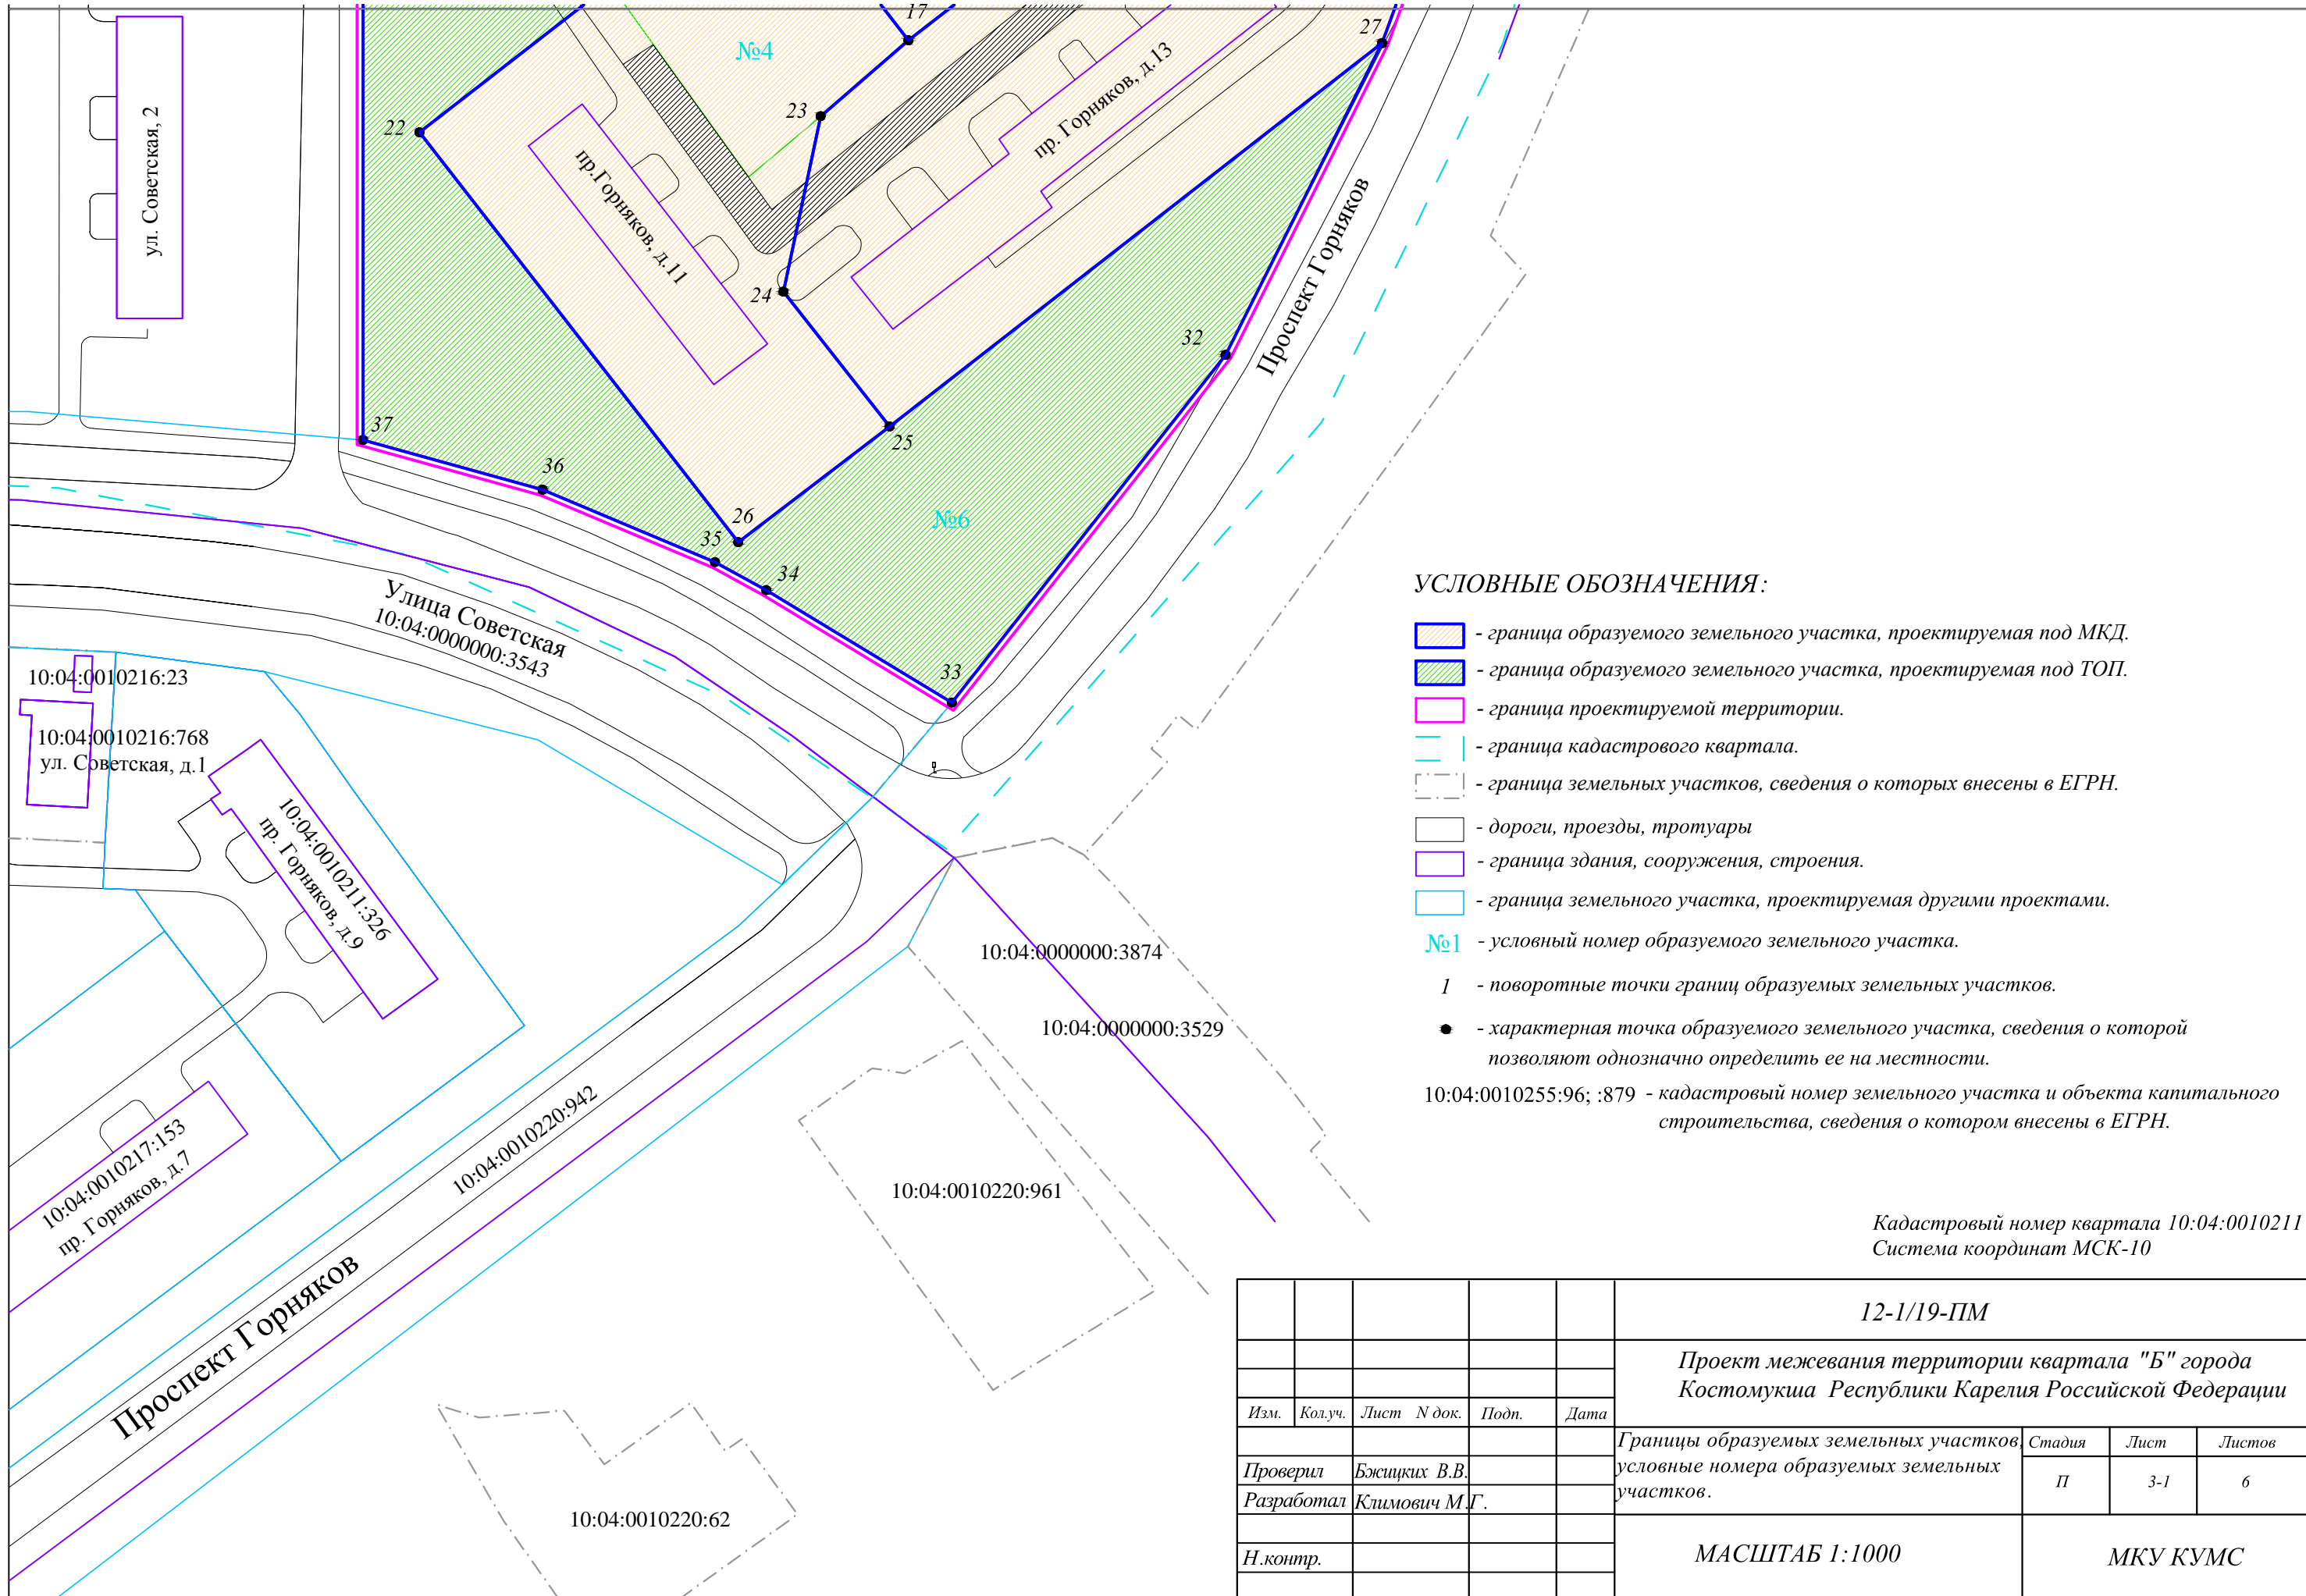 17
27
№4
пр. Горняков, д.13
23
22
ул. Советская, 2
пр.Горняков, д.11
Проспект Горняков
24
32
37
25
36
26
№6
35
34
Улица Советская
10:04:0000000:3543
33
10:04:0010216:23
10:04:0010216:768
ул. Советская, д.1
10:04:0010211:326
пр. Горняков, д.9
10:04:0000000:3874
10:04:0000000:3529
10:04:0010220:942
10:04:0010217:153
пр. Горняков, д.7
10:04:0010220:961
Проспект Горняков
10:04:0010220:62
УСЛОВНЫЕ ОБОЗНАЧЕНИЯ:
- граница образуемого земельного участка, проектируемая под МКД.
- граница образуемого земельного участка, проектируемая под ТОП.
- граница проектируемой территории.
- граница кадастрового квартала.
- граница земельных участков, сведения о которых внесены в ЕГРН.
- дороги, проезды, тротуары
- граница здания, сооружения, строения.
- граница земельного участка, проектируемая другими проектами.
№1 - условный номер образуемого земельного участка.
1 - поворотные точки границ образуемых земельных участков.
- характерная точка образуемого земельного участка, сведения о которой
позволяют однозначно определить ее на местности.
10:04:0010255:96; :879 - кадастровый номер земельного участка и объекта капитального
строительства, сведения о котором внесены в ЕГРН.
Кадастровый номер квартала 10:04:0010211
Система координат МСК-10
12-1/19-ПМ
Проект межевания территории квартала "Б" города
Костомукша Республики Карелия Российской Федерации
Изм. Кол.уч. Лист N док. Подп. Дата
Границы образуемых земельных участков,
условные номера образуемых земельных
участков.
Стадия Лист Листов
П 3-1 6
Проверил Бжицких В.В.
Разработал Климович М.Г.
Н.контр.
МАСШТАБ 1:1000
МКУ КУМС